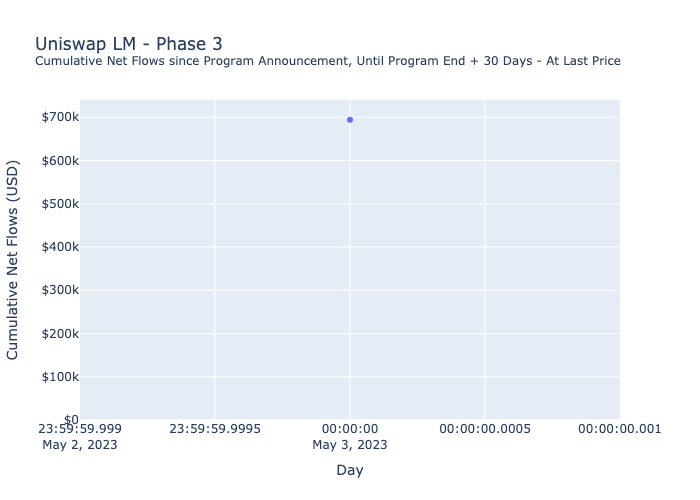 Uniswap LM - Phase 3
Cumulative Net Flows since Program Announcement, Until Program End + 30 Days - At Last Price
$700k
$600k
$500k
$400k
$300k
$200k
$100k
$0
Cumulative Net Flows (USD)
23:59:59.999
May 2, 2023
23:59:59.9995
00:00:00
May 3, 2023
00:00:00.0005
00:00:00.001
Day